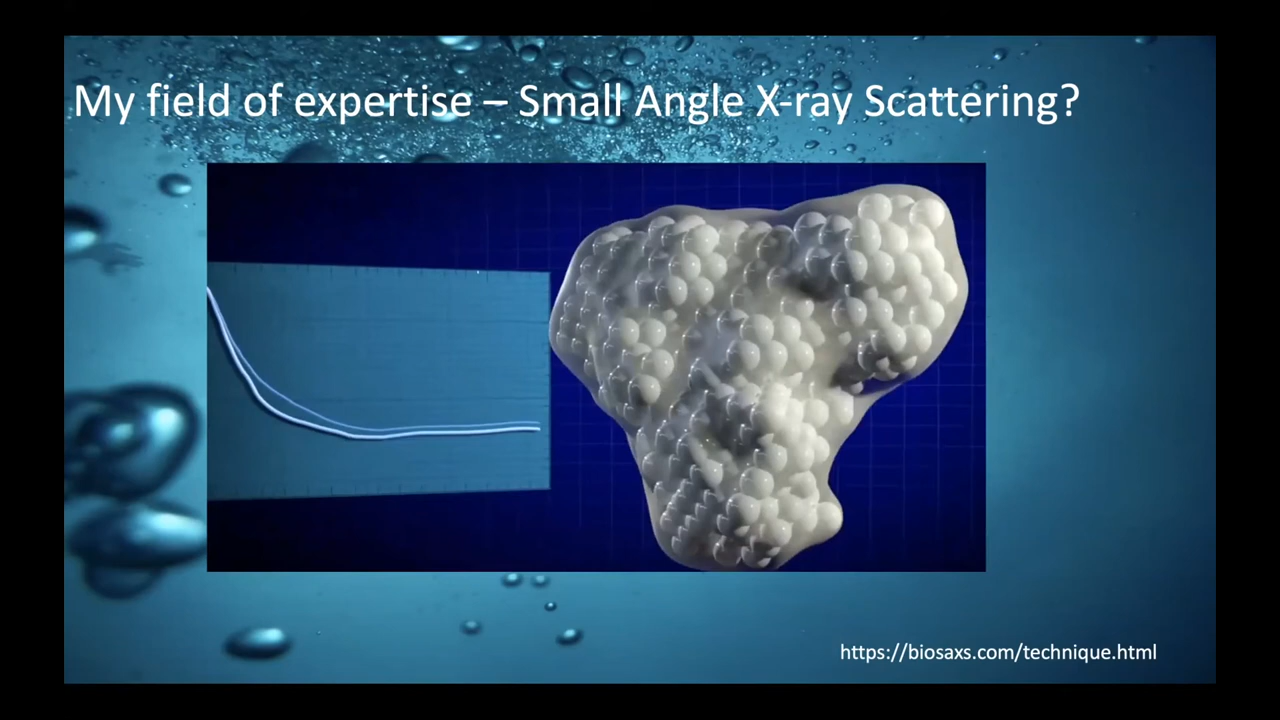 My field of expertise – Small Angle X-ray Scattering?
https://biosaxs.com/technique.html